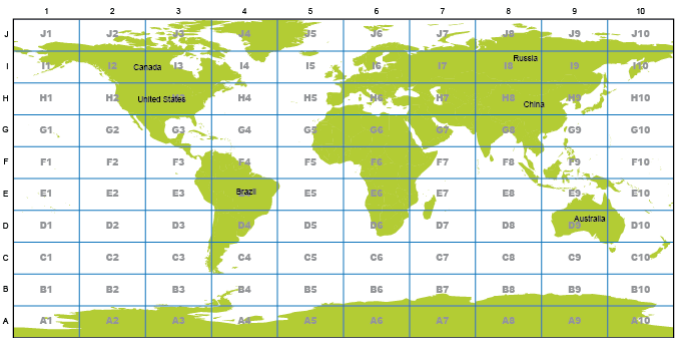 1 2 3 4 5 6 7 8 9 10
J J1 J2 J3 J4 J5 J6 J7 J8 J9 J10
Russia
I I1 I2 I3 I4 I5 I6 I7 I8 I9 I10
Canada
H H1 H2 H3 H4 H5 H6 H7 H8 H9 H10
United States
China
G G1 G2 G3 G4 G5 G6 G7 G8 G9 G10
F F1 F2 F3 F4 F5 F6 F7 F8 F9 F10
E E1 E2 E3 E4 E5 E6 E7 E8 E9 E10
Brazil
Australia
D D1 D2 D3 D4 D5 D6 D7 D8 D9 D10
C C1 C2 C3 C4 C5 C6 C7 C8 C9 C10
B B1 B2 B3 B4 B5 B6 B7 B8 B9 B10
A A1 A2 A3 A4 A5 A6 A7 A8 A9 A10